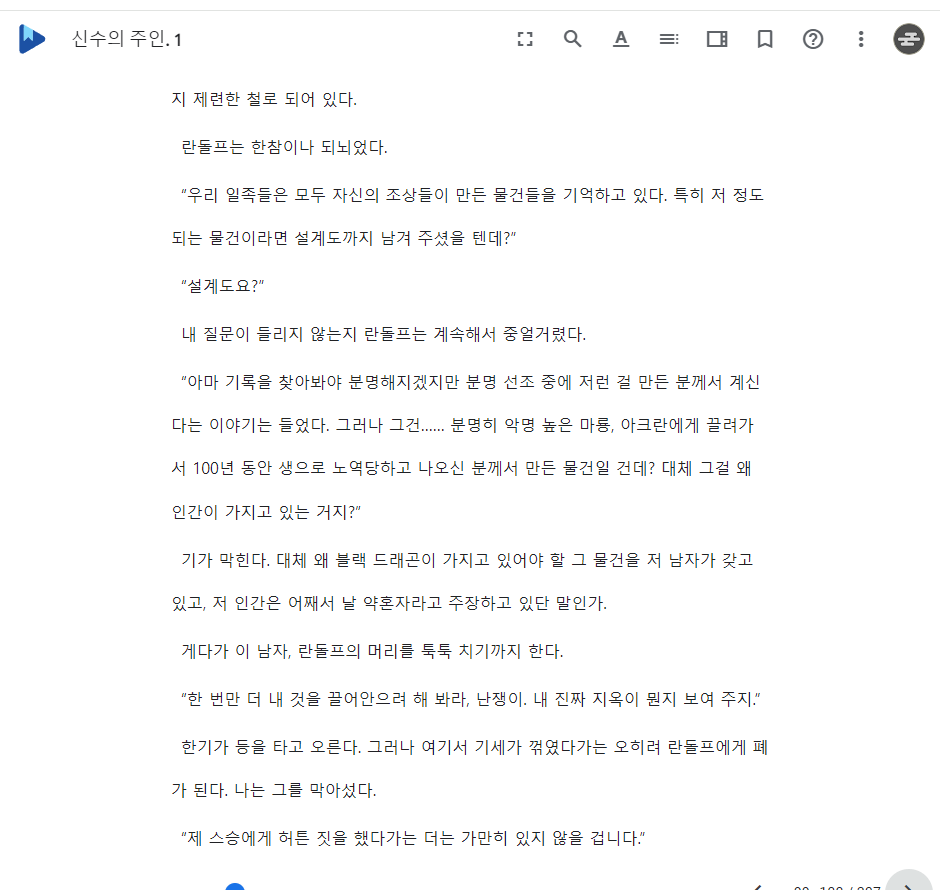 신수의 주인. 1
지 제련한 철로 되어 있다.
란돌프는 한참이나 되뇌었다.
“우리 일족들은 모두 자신의 조상들이 만든 물건들을 기억하고 있다. 특히 저 정도
되는 물건이라면 설계도까지 남겨 주셨을 텐데?”
“설계도요?”
내 질문이 들리지 않는지 란돌프는 계속해서 중얼거렸다.
“아마 기록을 찾아봐야 분명해지겠지만 분명 선조 중에 저런 걸 만든 분께서 계신
다는 이야기는 들었다. 그러나 그건...... 분명히 악명 높은 마룡, 아크란에게 끌려가
서 100년 동안 생으로 노역당하고 나오신 분께서 만든 물건일 건데? 대체 그걸 왜
인간이 가지고 있는 거지?”
기가 막힌다. 대체 왜 블랙 드래곤이 가지고 있어야 할 그 물건을 저 남자가 갖고
있고, 저 인간은 어째서 날 약혼자라고 주장하고 있단 말인가.
게다가 이 남자, 란돌프의 머리를 툭툭 치기까지 한다.
“한 번만 더 내 것을 끌어안으려 해 봐라, 난쟁이. 내 진짜 지옥이 뭔지 보여 주지.”
한기가 등을 타고 오른다. 그러나 여기서 기세가 꺾였다가는 오히려 란돌프에게 폐
가 된다. 나는 그를 막아섰다.
“제 스승에게 허튼 짓을 했다가는 더는 가만히 있지 않을 겁니다.”